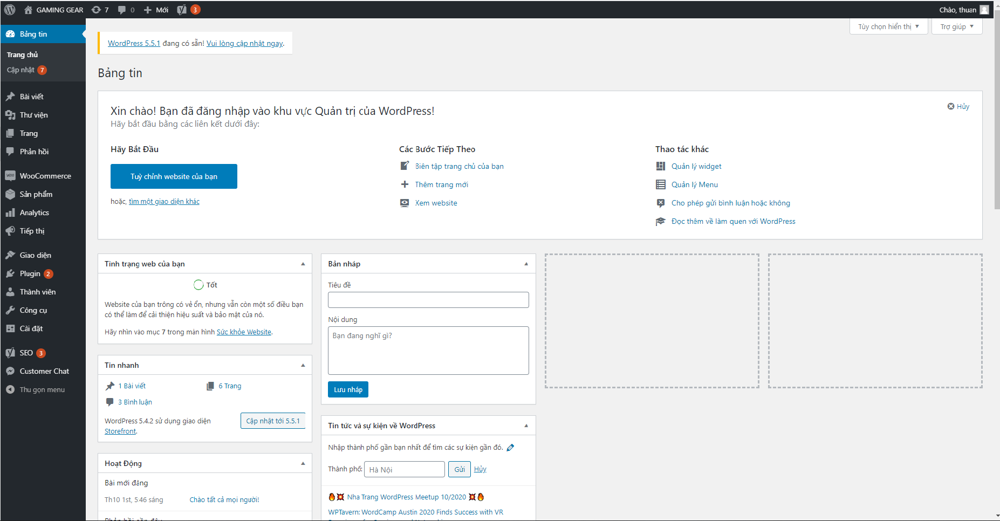 GAMING GEAR 7 0 Mới 3 Chào, thuan
Bảng tin
Trang chủ
Cập nhật 7
Bài viết
Thư viện
Trang
Phản hồi
WooCommerce
Sản phẩm
Analytics
Tiếp thị
Giao diện
Plugin 2
Thành viên
Công cụ
Cài đặt
SEO 3
Customer Chat
Thu gọn menu
Tùy chọn hiển thị
Trợ giúp
WordPress 5.5.1 đang có sẵn! Vui lòng cập nhật ngay.
Bảng tin
Xin chào! Bạn đã đăng nhập vào khu vực Quản trị của WordPress!
Hủy
Hãy bắt đầu bằng các liên kết dưới đây:
Hãy Bắt Đầu
Tuỳ chỉnh website của bạn
hoặc, tìm một giao diện khác
Các Bước Tiếp Theo
Biên tập trang chủ của bạn
Thêm trang mới
Xem website
Thao tác khác
Quản lý widget
Quản lý Menu
Cho phép gửi bình luận hoặc không
Đọc thêm về làm quen với WordPress
Tình trạng web của bạn
Tốt
Website của bạn trông có vẻ ổn, nhưng vẫn còn một số điều bạn
có thể làm để cải thiện hiệu suất và bảo mật của nó.
Hãy nhìn vào mục 7 trong màn hình Sức khỏe Website.
Tin nhanh
1 Bài viết
6 Trang
3 Bình luận
WordPress 5.4.2 sử dụng giao diện
Storefront.
Cập nhật tới 5.5.1
Hoạt Động
Bài mới đăng
Th10 1st, 5:46 sáng Chào tất cả mọi người!
Phản hồi gần đây
Bản nháp
Tiêu đề
Nội dung
Bạn đang nghĩ gì?
Lưu nháp
Tin tức và sự kiện về WordPress
Nhập thành phố gần bạn nhất để tìm các sự kiện gần đó.
Thành phố: Hà Nội Gửi Hủy
🔥💥 Nha Trang WordPress Meetup 10/2020 💥🔥
WPTavern: WordCamp Austin 2020 Finds Success with VR